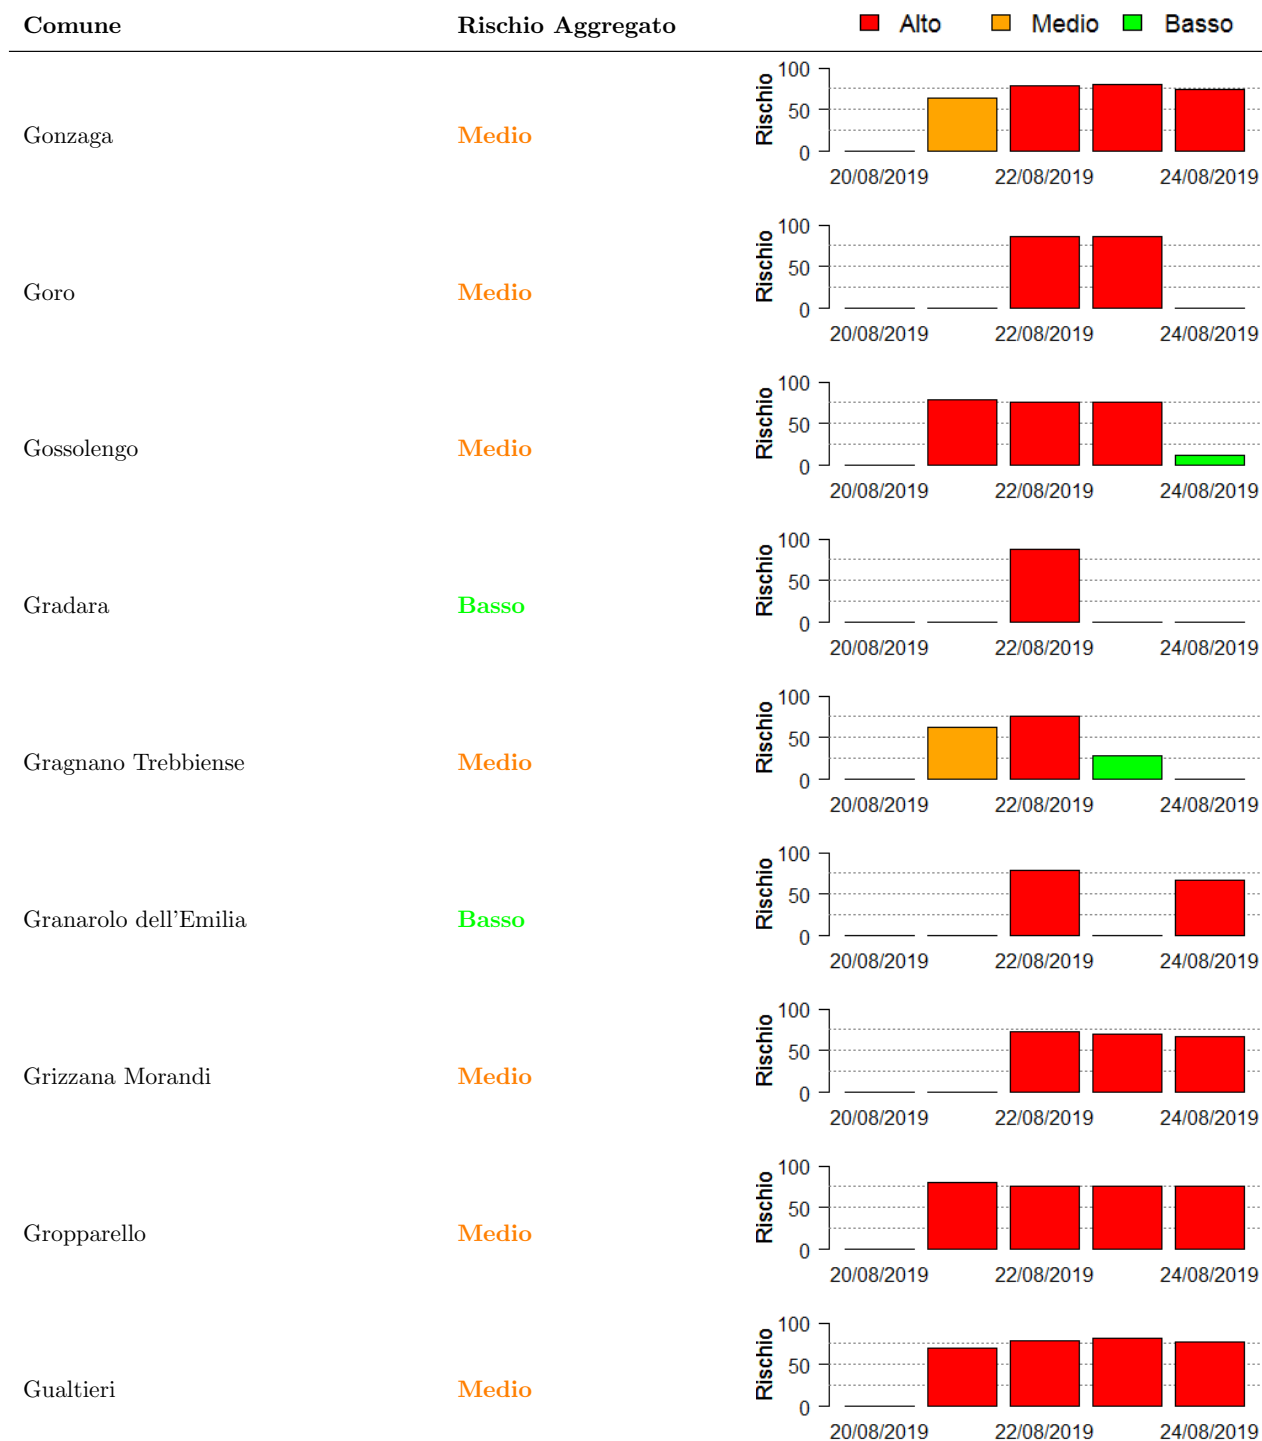 Comune Rischio Aggregato Alto Medio Basso
Gonzaga Medio
Rischio
100
50
0
20/08/2019 22/08/2019 24/08/2019
Goro Medio
Rischio
100
50
0
20/08/2019 22/08/2019 24/08/2019
Gossolengo Medio
Rischio
100
50
0
20/08/2019 22/08/2019 24/08/2019
Gradara Basso
Rischio
100
50
0
20/08/2019 22/08/2019 24/08/2019
Gragnano Trebbiense Medio
Rischio
100
50
0
20/08/2019 22/08/2019 24/08/2019
Granarolo dell'Emilia Basso
Rischio
100
50
0
20/08/2019 22/08/2019 24/08/2019
Grizzana Morandi Medio
Rischio
100
50
0
20/08/2019 22/08/2019 24/08/2019
Gropparello Medio
Rischio
100
50
0
20/08/2019 22/08/2019 24/08/2019
Gualtieri Medio
Rischio
100
50
0
20/08/2019 22/08/2019 24/08/2019